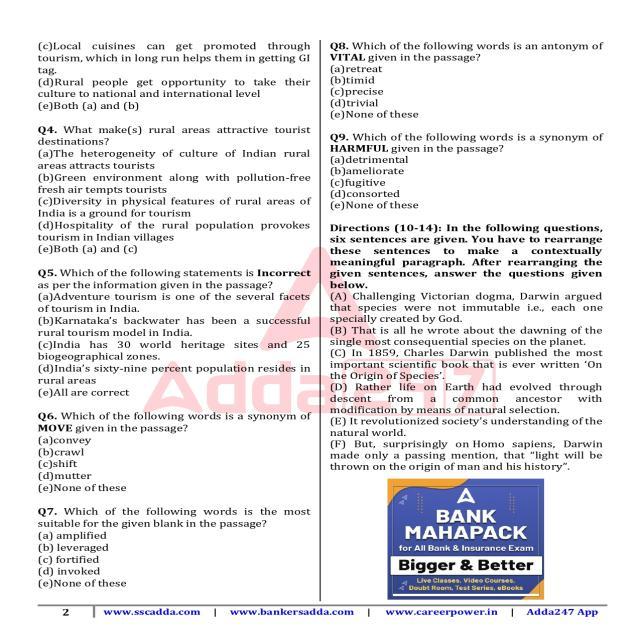 (c)Local cuisines can get promoted through
tourism, which in long run helps them in getting GI
tag.
(d)Rural people get opportunity to take their
culture to national and international level
(e)Both (a) and (b)
Q4. What make(s) rural areas attractive tourist
destinations?
(a)The heterogeneity of culture of Indian rural
areas attracts tourists
(b)Green environment along with pollution-free
fresh air tempts tourists
(c)Diversity in physical features of rural areas of
India is a ground for tourism
(d)Hospitality of the rural population provokes
tourism in Indian villages
(e)Both (a) and (c)
Q5. Which of the following statements is Incorrect
as per the information given in the passage?
(a)Adventure tourism is one of the several facets
of tourism in India.
(b)Karnataka's backwater has been a successful
rural tourism model in India.
(c)India has 30 world heritage sites and 25
biogeographical zones.
(d)India's sixty-nine percent population resides in
rural areas
(e)All are correct
Q6. Which of the following words is a synonym of
MOVE given in the passage?
(a)convey
(b)crawl
(c)shift
(d)mutter
(e)None of these
Q7. Which of the following words is the most
suitable for the given blank in the passage?
(a) amplified
(b) leveraged
(c) fortified
(d) invoked
(e)None of these
Q8. Which of the following words is an antonym of
VITAL given in the passage?
(a)retreat
(b)timid
(c)precise
(d)trivial
(e)None of these
Q9. Which of the following words is a synonym of
HARMFUL given in the passage?
(a)detrimental
(b)ameliorate
(c)fugitive
(d)consorted
(e)None of these
Directions (10-14): In the following questions,
six sentences are given. You have to rearrange
these sentences to make a contextually
meaningful paragraph. After rearranging the
given sentences, answer the questions given
below.
(A) Challenging Victorian dogma, Darwin argued
that species were not immutable i.e., each one
specially created by God.
(B) That is all he wrote about the dawning of the
single most consequential species on the planet.
(C) In 1859, Charles Darwin published the most
important scientific book that is ever written 'On
the Origin of Species'.
(D) Rather life on Earth had evolved through
descent from a common ancestor with
modification by means of natural selection.
(E) It revolutionized society's understanding of the
natural world.
(F) But, surprisingly on Homo sapiens, Darwin
made only a passing mention, that "light will be
thrown on the origin of man and his history".
Adda247
BANK
MAHAPACK
for All Bank & Insurance Exam
Bigger & Better
Live Classes, Video Courses,
Doubt Room, Test Series, eBooks
2 | www.sscadda.com | www.bankersadda.com | www.careerpower.in | Adda247 App